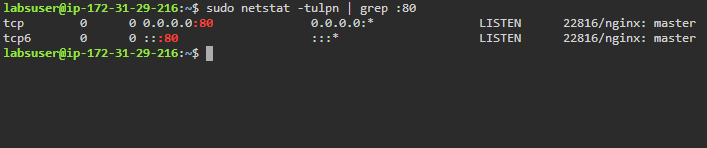 labsuser@ip-172-31-29-216:~$ sudo netstat -tulpn | grep :80
tcp        0      0 0.0.0.0:80              0.0.0.0:*               LISTEN      22816/nginx: master
tcp6       0      0 :::80                   :::*                    LISTEN      22816/nginx: master
labsuser@ip-172-31-29-216:~$